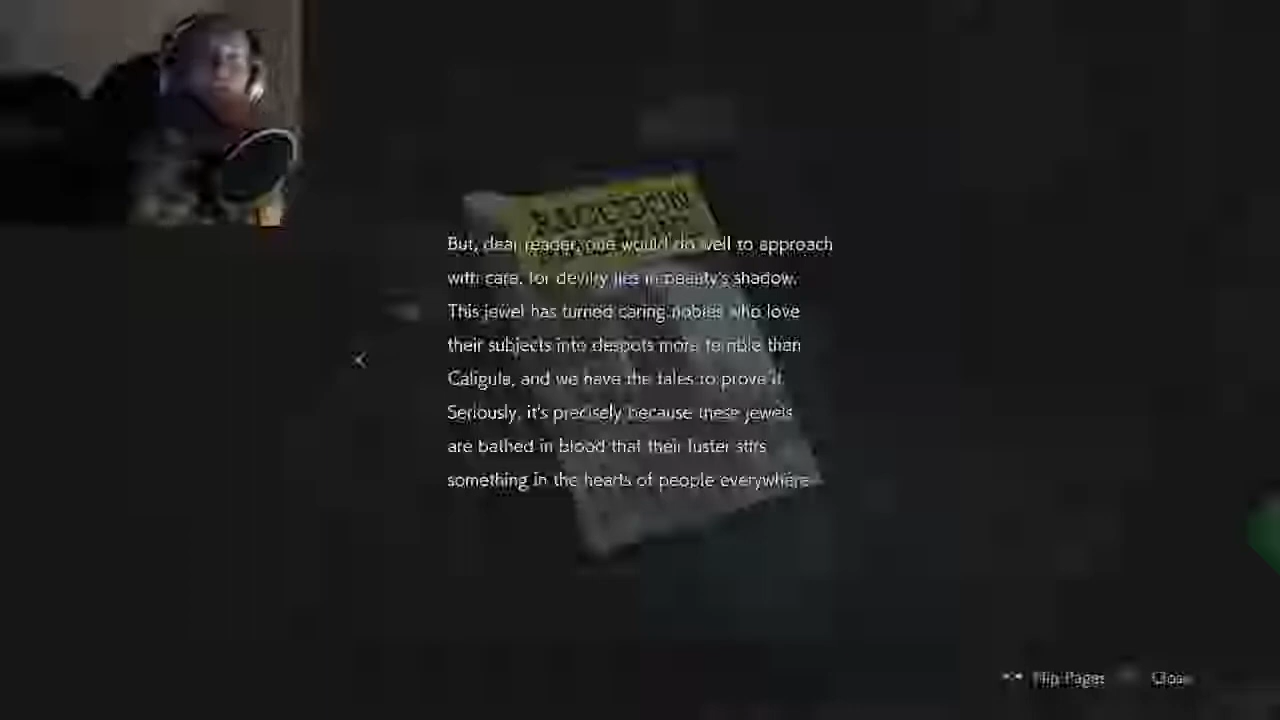 RACCOON
But, dear reader, one would do well to approach
with care, for devilry lies in beauty's shadow.
This jewel has turned caring nobles who love
their subjects into despots more terrible than
Caligula, and we have the tales to prove it.
Seriously, it's precisely because these jewels
are bathed in blood that their luster stirs
something in the hearts of people everywhere.
Flip Pages
Close